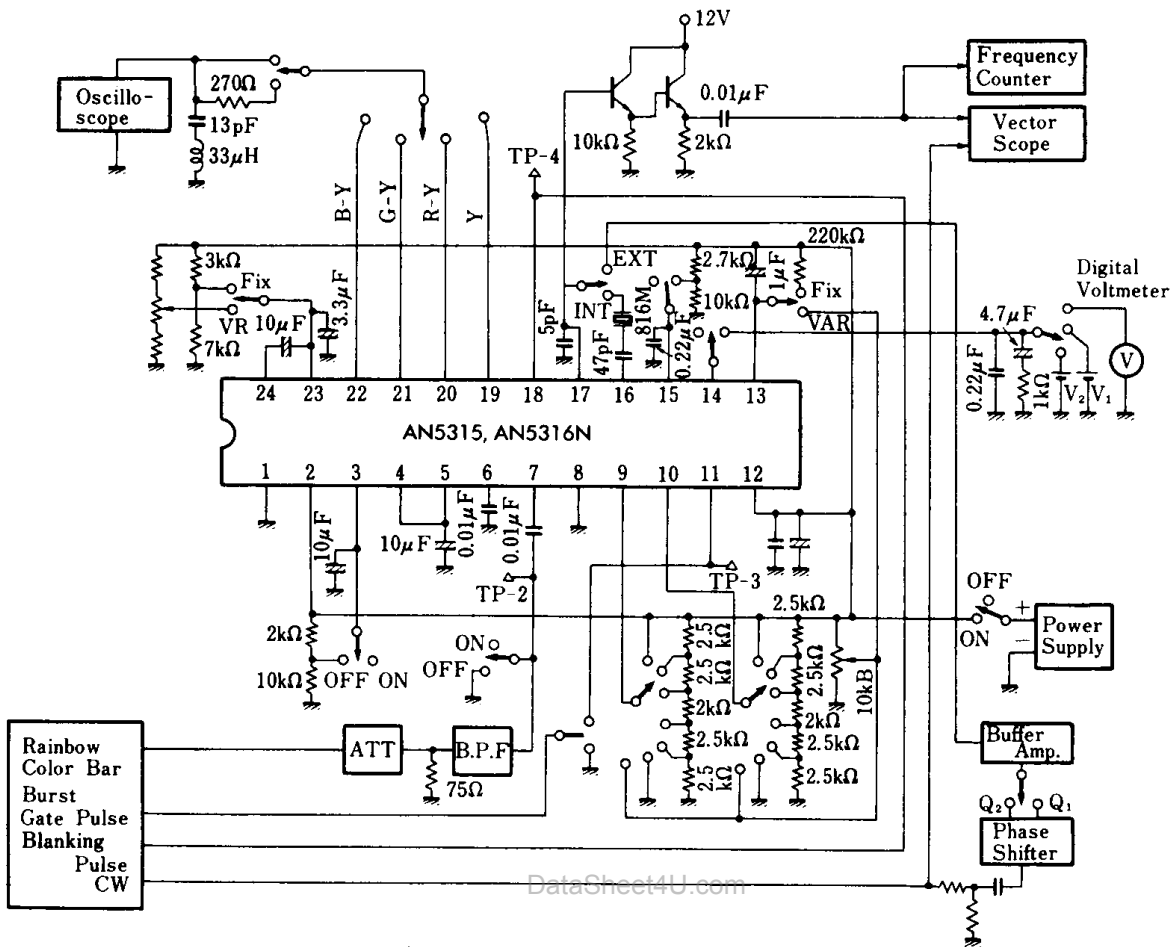 12V
Oscillo-
scope
270Ω
13pF
33μH
Frequency
Counter
0.01μF
Vector
Scope
10kΩ
2kΩ
TP-4
B-Y
G-Y
R-Y
Y
3kΩ
Fix
VR
10μF
7kΩ
3.3μF
EXT
INT
5pF
47pF
816M
0.22μF
2.7kΩ
10kΩ
1μF
220kΩ
Fix
VAR
Digital
Voltmeter
4.7μF
V
0.22μF
1kΩ
V₂
V₁
24 23 22 21 20 19 18 17 16 15 14 13
AN5315, AN5316N
1 2 3 4 5 6 7 8 9 10 11 12
10μF
10μF
0.01μF
0.01μF
TP-2
TP-3
2kΩ
10kΩ
OFF ON
ON
OFF
2.5
kΩ
2.5
kΩ
2kΩ
2.5kΩ
2.5
kΩ
2.5kΩ
2.5kΩ
2kΩ
2.5kΩ
2.5kΩ
10kB
OFF
ON
+
−
Power
Supply
ATT
B.P.F
75Ω
Buffer
Amp.
Q₂
Q₁
Phase
Shifter
Rainbow
Color Bar
Burst
Gate Pulse
Blanking
Pulse
CW
DataSheet4U.com